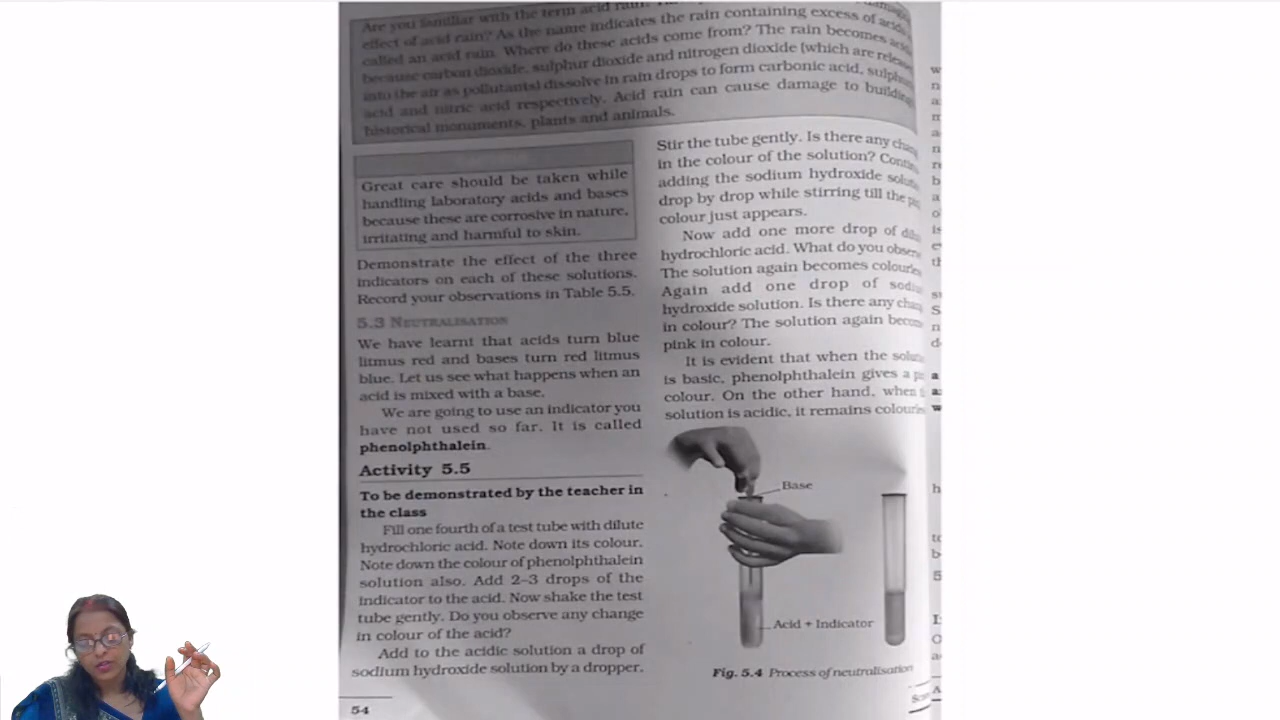 Are you familiar with the term acid rain?
effect of acid rain? As the name indicates the rain containing excess of acids
called an acid rain. Where do these acids come from? The rain becomes
because carbon dioxide, sulphur dioxide and nitrogen dioxide (which are
into the air as pollutants) dissolve in rain drops to form carbonic acid,
acid and nitric acid respectively. Acid rain can cause damage to
historical monuments, plants and animals.
Great care should be taken while
handling laboratory acids and bases
because these are corrosive in nature,
irritating and harmful to skin.
Demonstrate the effect of the three
indicators on each of these solutions.
Record your observations in Table 5.5.
5.3 NEUTRALISATION
We have learnt that acids turn blue
litmus red and bases turn red litmus
blue. Let us see what happens when an
acid is mixed with a base.
We are going to use an indicator you
have not used so far. It is called
phenolphthalein.
Activity 5.5
To be demonstrated by the teacher in
the class
Fill one fourth of a test tube with dilute
hydrochloric acid. Note down its colour.
Note down the colour of phenolphthalein
solution also. Add 2–3 drops of the
indicator to the acid. Now shake the test
tube gently. Do you observe any change
in colour of the acid?
Add to the acidic solution a drop of
sodium hydroxide solution by a dropper.
54
Stir the tube gently. Is there any
in the colour of the solution?
adding the sodium hydroxide
drop by drop while stirring till the
colour just appears.
Now add one more drop of
hydrochloric acid. What do you
The solution again becomes
Again add one drop of
hydroxide solution. Is there any
in colour? The solution again
pink in colour.
It is evident that when the
is basic, phenolphthalein gives a
colour. On the other hand, when
solution is acidic, it remains
Base
Acid + Indicator
Fig. 5.4 Process of neutralisation